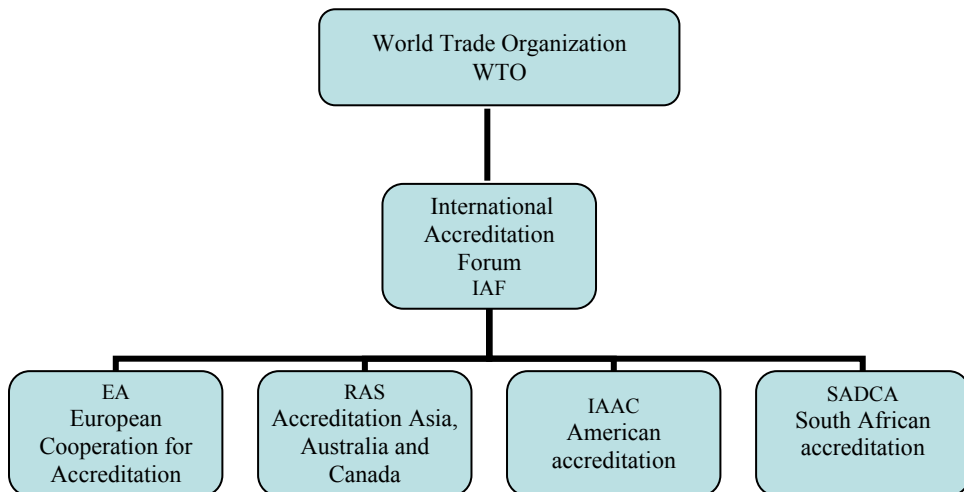 World Trade Organization
WTO
International
Accreditation
Forum
IAF
EA
European
Cooperation for
Accreditation
RAS
Accreditation Asia,
Australia and
Canada
IAAC
American
accreditation
SADCA
South African
accreditation